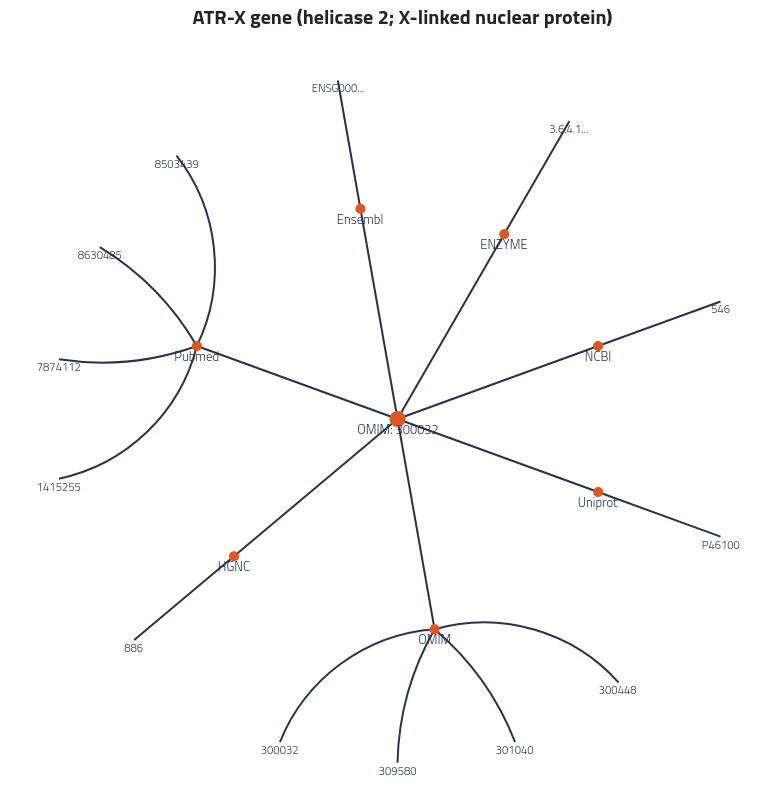 ATR-X gene (helicase 2; X-linked nuclear protein)
ENSG000...
3.6.4.1...
8503439
Ensembl
ENZYME
8630485
546
Pubmed
NCBI
7874112
OMIM: 300032
1415255
Uniprot
P46100
HGNC
OMIM
886
300448
300032
301040
309580